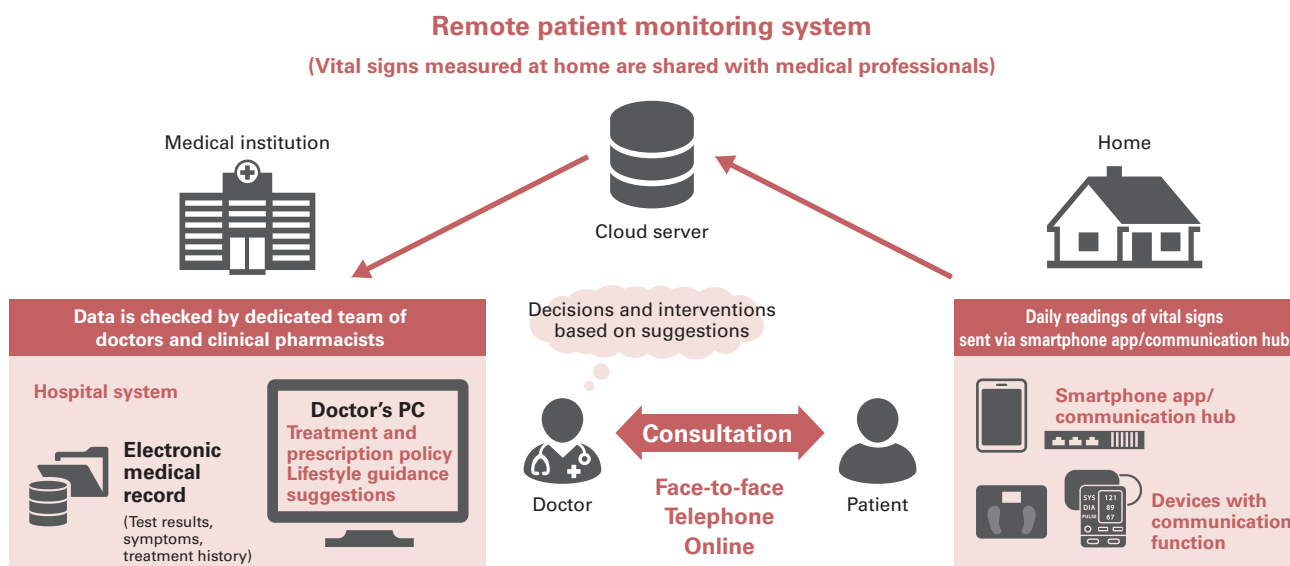 Remote patient monitoring system
(Vital signs measured at home are shared with medical professionals)
Medical institution
Cloud server
Home
Data is checked by dedicated team of
doctors and clinical pharmacists
Hospital system
Electronic
medical
record
(Test results,
symptoms,
treatment history)
Doctor's PC
Treatment and
prescription policy
Lifestyle guidance
suggestions
Decisions and interventions
based on suggestions
Doctor
Consultation
Face-to-face
Telephone
Online
Patient
Daily readings of vital signs
sent via smartphone app/communication hub
Smartphone app/
communication hub
SYS 121
DIA 89
PULSE 67
Devices with
communication
function